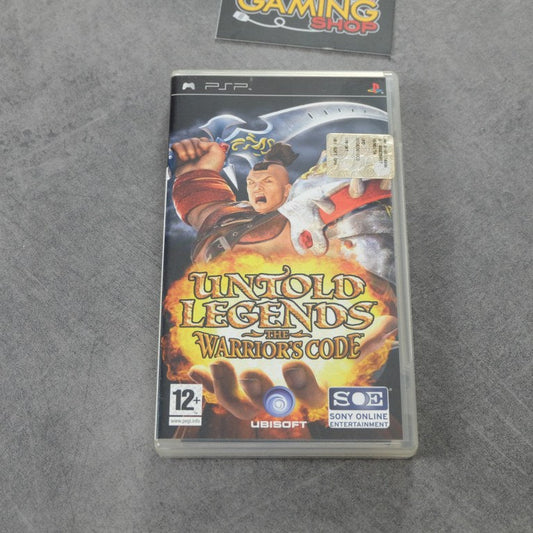 GAMING
SHOP
PSP
UNTOLD
LEGENDS
THE
WARRIOR'S CODE
12+
www.pegi.info
UBISOFT
SOE
SONY ONLINE
ENTERTAINMENT